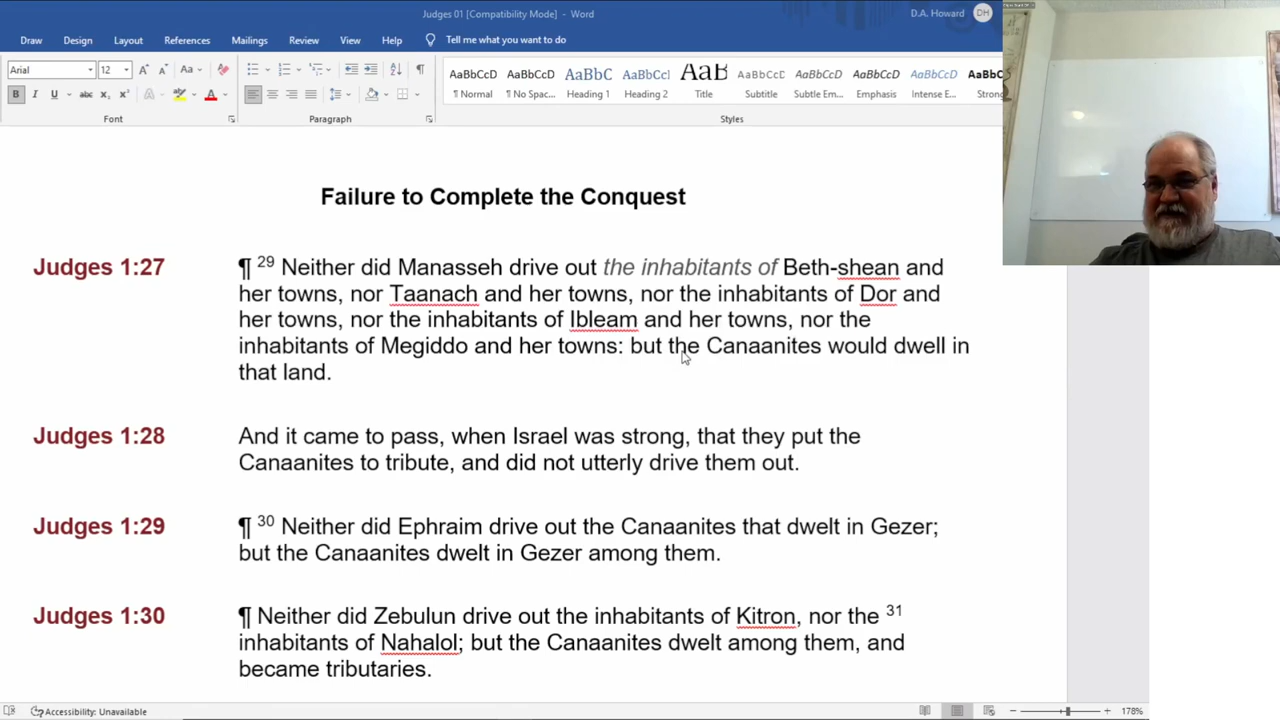 Judges 01 [Compatibility Mode] - Word D.A. Howard DH
Draw Design Layout References Mailings Review View Help Tell me what you want to do
Arial 12 A A Aa AaBbCcD AaBbCcD AaBbC AaBbCcI AaB AaBbCcD AaBbCcD AaBbCcD AaBbCcD AaBbCc
B I U abc x₂ x² A A ¶ Normal ¶ No Spac... Heading 1 Heading 2 Title Subtitle Subtle Em... Emphasis Intense E... Strong
Font Paragraph Styles
Failure to Complete the Conquest
Judges 1:27 ¶ 29 Neither did Manasseh drive out the inhabitants of Beth-shean and
her towns, nor Taanach and her towns, nor the inhabitants of Dor and
her towns, nor the inhabitants of Ibleam and her towns, nor the
inhabitants of Megiddo and her towns: but the Canaanites would dwell in
that land.
Judges 1:28 And it came to pass, when Israel was strong, that they put the
Canaanites to tribute, and did not utterly drive them out.
Judges 1:29 ¶ 30 Neither did Ephraim drive out the Canaanites that dwelt in Gezer;
but the Canaanites dwelt in Gezer among them.
Judges 1:30 ¶ Neither did Zebulun drive out the inhabitants of Kitron, nor the 31
inhabitants of Nahalol; but the Canaanites dwelt among them, and
became tributaries.
Accessibility: Unavailable 178%